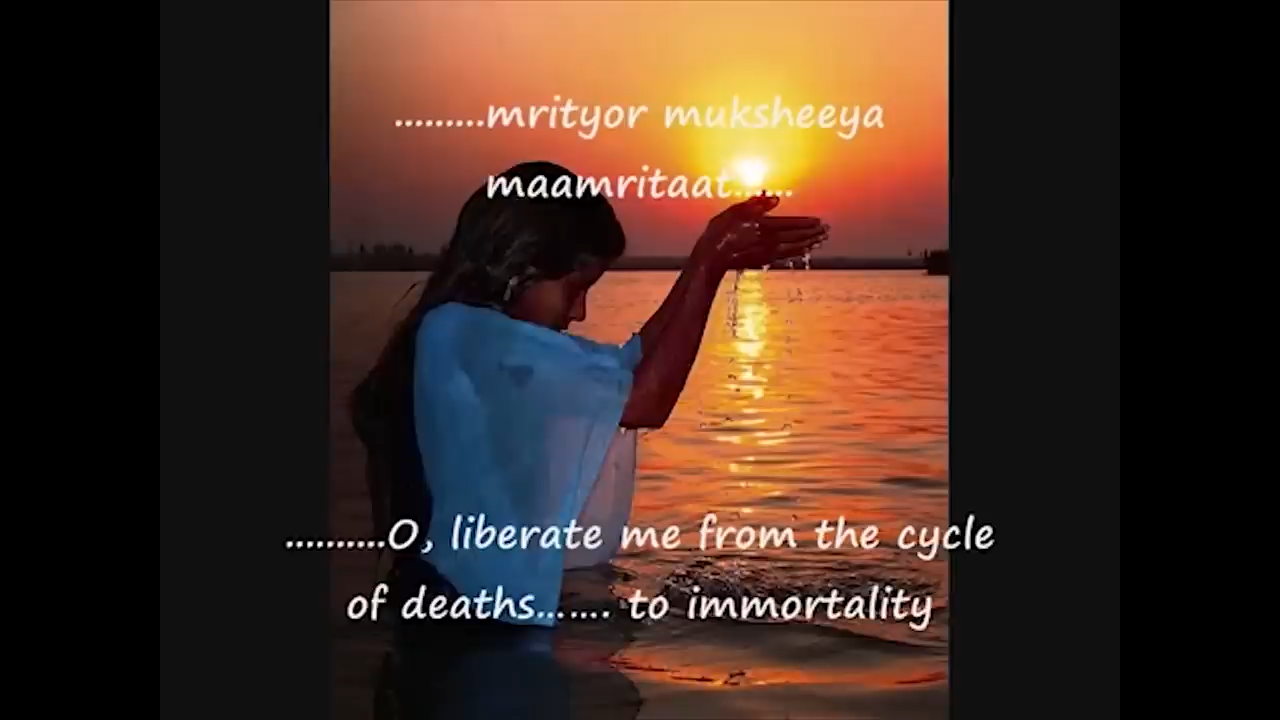 .........mrityor muksheeya
maamritaat......
..........O, liberate me from the cycle
of deaths....... to immortality